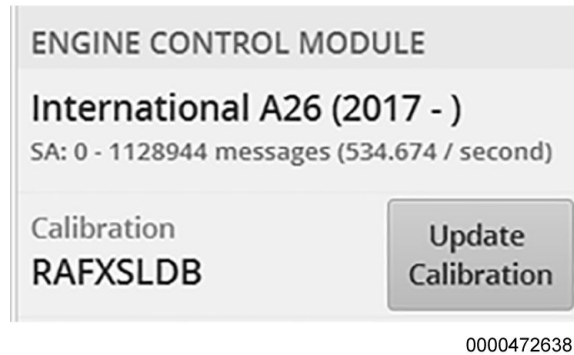 ENGINE CONTROL MODULE
International A26 (2017 - )
SA: 0 - 1128944 messages (534.674 / second)
Calibration
RAFXSLDB
Update
Calibration
0000472638